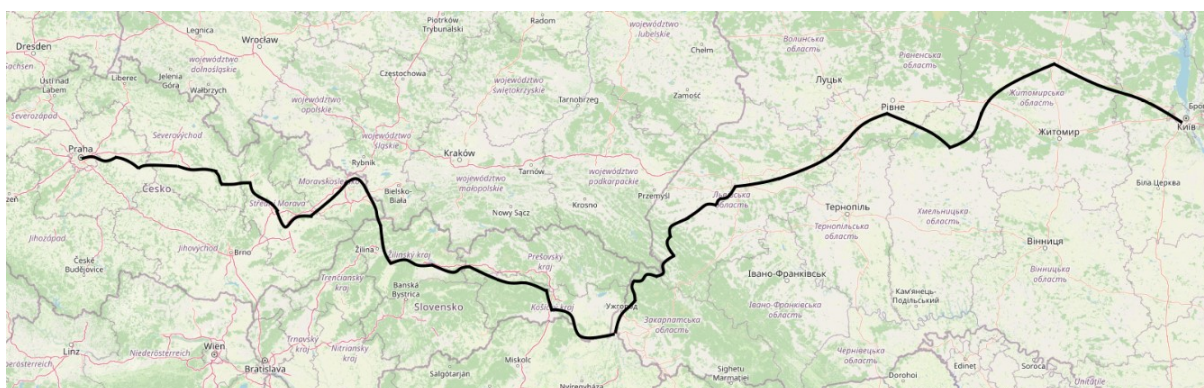 Dresden
Legnica
Wrocław
Piotrków
Trybunalski
Radom
województwo
lubelskie
Chełm
Волинська
область
Рівненська
область
Sachsen
Ústí nad
Labem
Liberec
Jelenia
Góra
Wałbrzych
województwo
dolnośląskie
Częstochowa
województwo
świętokrzyskie
Луцьк
Рівне
Житомирська
область
Severozápad
województwo
opolskie
Tarnobrzeg
Zamość
Житомир
Київ
Praha
Severovýchod
województwo
śląskie
Rybnik
Kraków
Tarnów
województwo
podkarpackie
Česko
Moravskoslezsko
Bielsko-
Biała
województwo
małopolskie
Przemyśl
Львівська
область
Біла Церква
Střední Morava
Nowy Sącz
Krosno
Тернопіль
Хмельницька
область
Jihozápad
Jihovýchod
Brno
Žilina
Žilinský kraj
Prešovský
kraj
Тернопільська
область
Вінниця
České
Budějovice
Trenčiansky
kraj
Banská
Bystrica
Івано-Франківськ
Вінницька
область
Slovensko
Košický kraj
Ужгород
Івано-Франківська
область
Кам'янець-
Подільський
Закарпатська
область
Linz
Niederösterreich
Wien
Bratislava
Trnavský
kraj
Nitriansky
kraj
Miskolc
Чернівецька
область
Edineț
Soroca
Salgótarján
Nyíregyháza
Sighetu
Marmației
Dorohoi